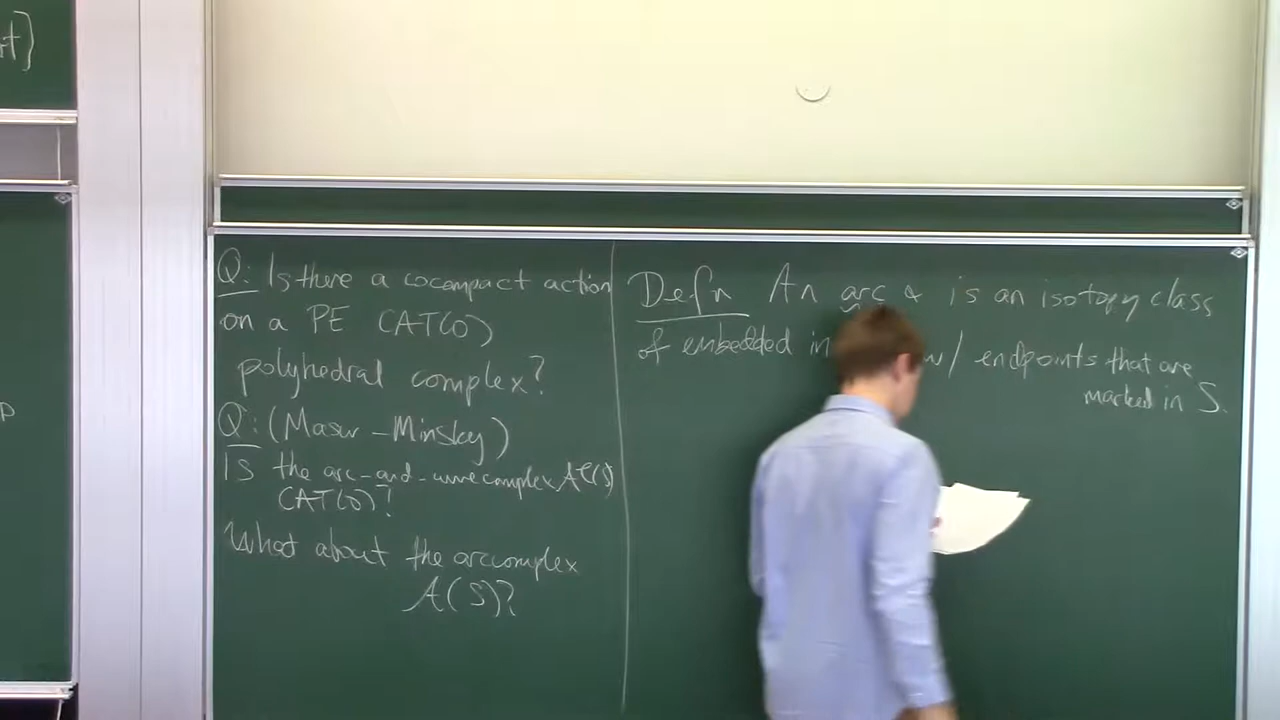 rt}
P
Q: Is there a cocompact action
on a PE CAT(0)
polyhedral complex?
Q: (Masur-Minsky)
Is the arc-and-curve complex AC(S)
CAT(0)?
What about the arc complex
A(S)?
Defn An arc α is an isotopy class
of embedded in w/ endpoints that are
marked in S.